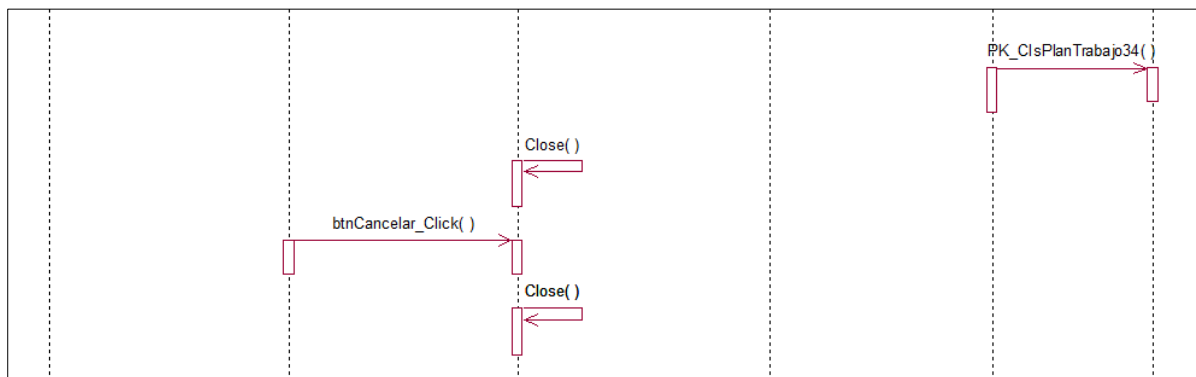 PK_ClsPlanTrabajo34( )
Close( )
btnCancelar_Click( )
Close( )